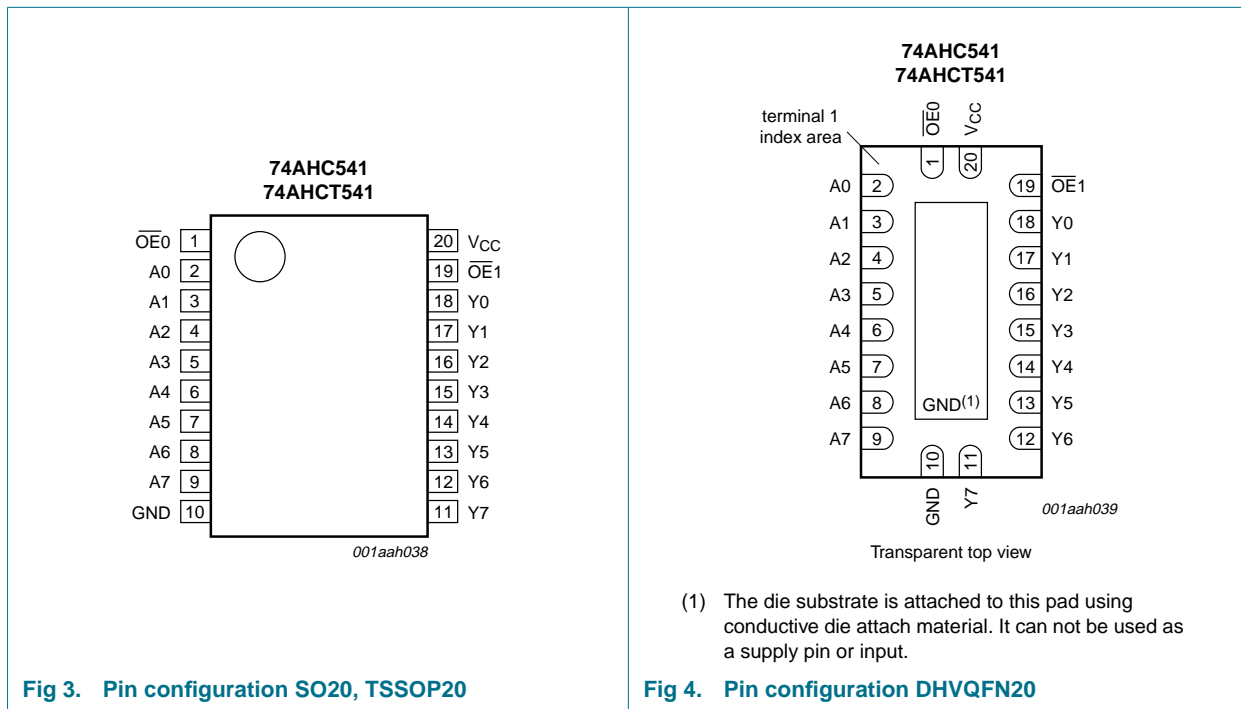 74AHC541
74AHCT541
OE0 1
A0 2
A1 3
A2 4
A3 5
A4 6
A5 7
A6 8
A7 9
GND 10
20 VCC
19 OE1
18 Y0
17 Y1
16 Y2
15 Y3
14 Y4
13 Y5
12 Y6
11 Y7
001aah038
Fig 3. Pin configuration SO20, TSSOP20
74AHC541
74AHCT541
terminal 1
index area
OE0
VCC
1
20
A0 2
A1 3
A2 4
A3 5
A4 6
A5 7
A6 8
A7 9
19 OE1
18 Y0
17 Y1
16 Y2
15 Y3
14 Y4
13 Y5
12 Y6
GND(1)
10
11
GND
Y7
001aah039
Transparent top view
(1) The die substrate is attached to this pad using
conductive die attach material. It can not be used as
a supply pin or input.
Fig 4. Pin configuration DHVQFN20